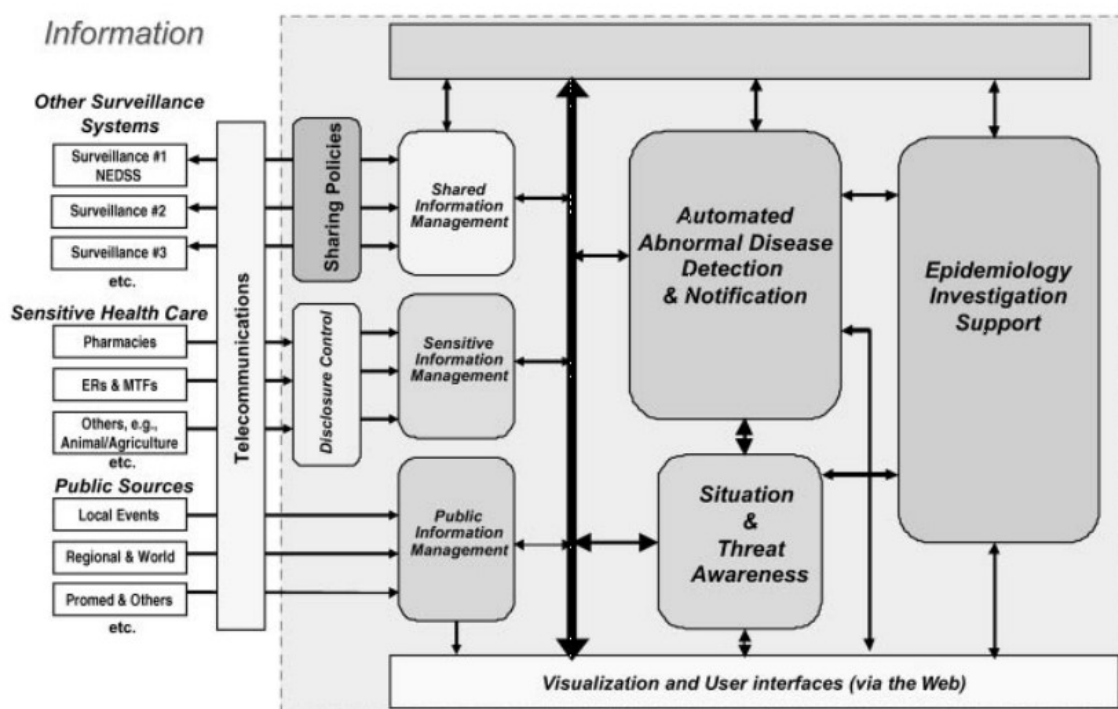 Information
Other Surveillance
Systems
Surveillance #1
NEDSS
Surveillance #2
Surveillance #3
etc.
Sensitive Health Care
Pharmacies
ERs & MTFs
Others, e.g.,
Animal/Agriculture
etc.
Public Sources
Local Events
Regional & World
Promed & Others
etc.
Telecommunications
Sharing Policies
Disclosure Control
Shared
Information
Management
Sensitive
Information
Management
Public
Information
Management
Automated
Abnormal Disease
Detection
& Notification
Situation
&
Threat
Awareness
Epidemiology
Investigation
Support
Visualization and User interfaces (via the Web)